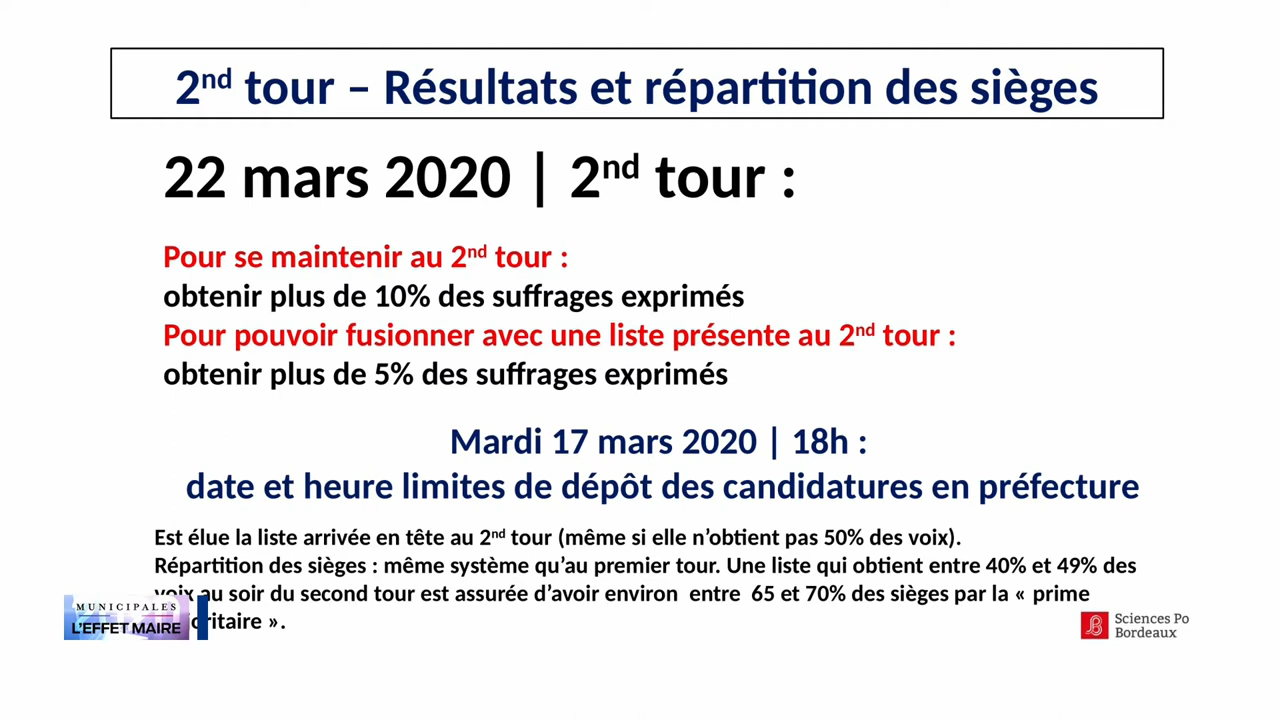 2nd tour – Résultats et répartition des sièges
22 mars 2020 | 2nd tour :
Pour se maintenir au 2nd tour :
obtenir plus de 10% des suffrages exprimés
Pour pouvoir fusionner avec une liste présente au 2nd tour :
obtenir plus de 5% des suffrages exprimés
Mardi 17 mars 2020 | 18h :
date et heure limites de dépôt des candidatures en préfecture
Est élue la liste arrivée en tête au 2nd tour (même si elle n’obtient pas 50% des voix).
Répartition des sièges : même système qu’au premier tour. Une liste qui obtient entre 40% et 49% des
voix au soir du second tour est assurée d’avoir environ entre 65 et 70% des sièges par la « prime
oritaire ».
MUNICIPALES
L’EFFET MAIRE
Sciences Po
Bordeaux